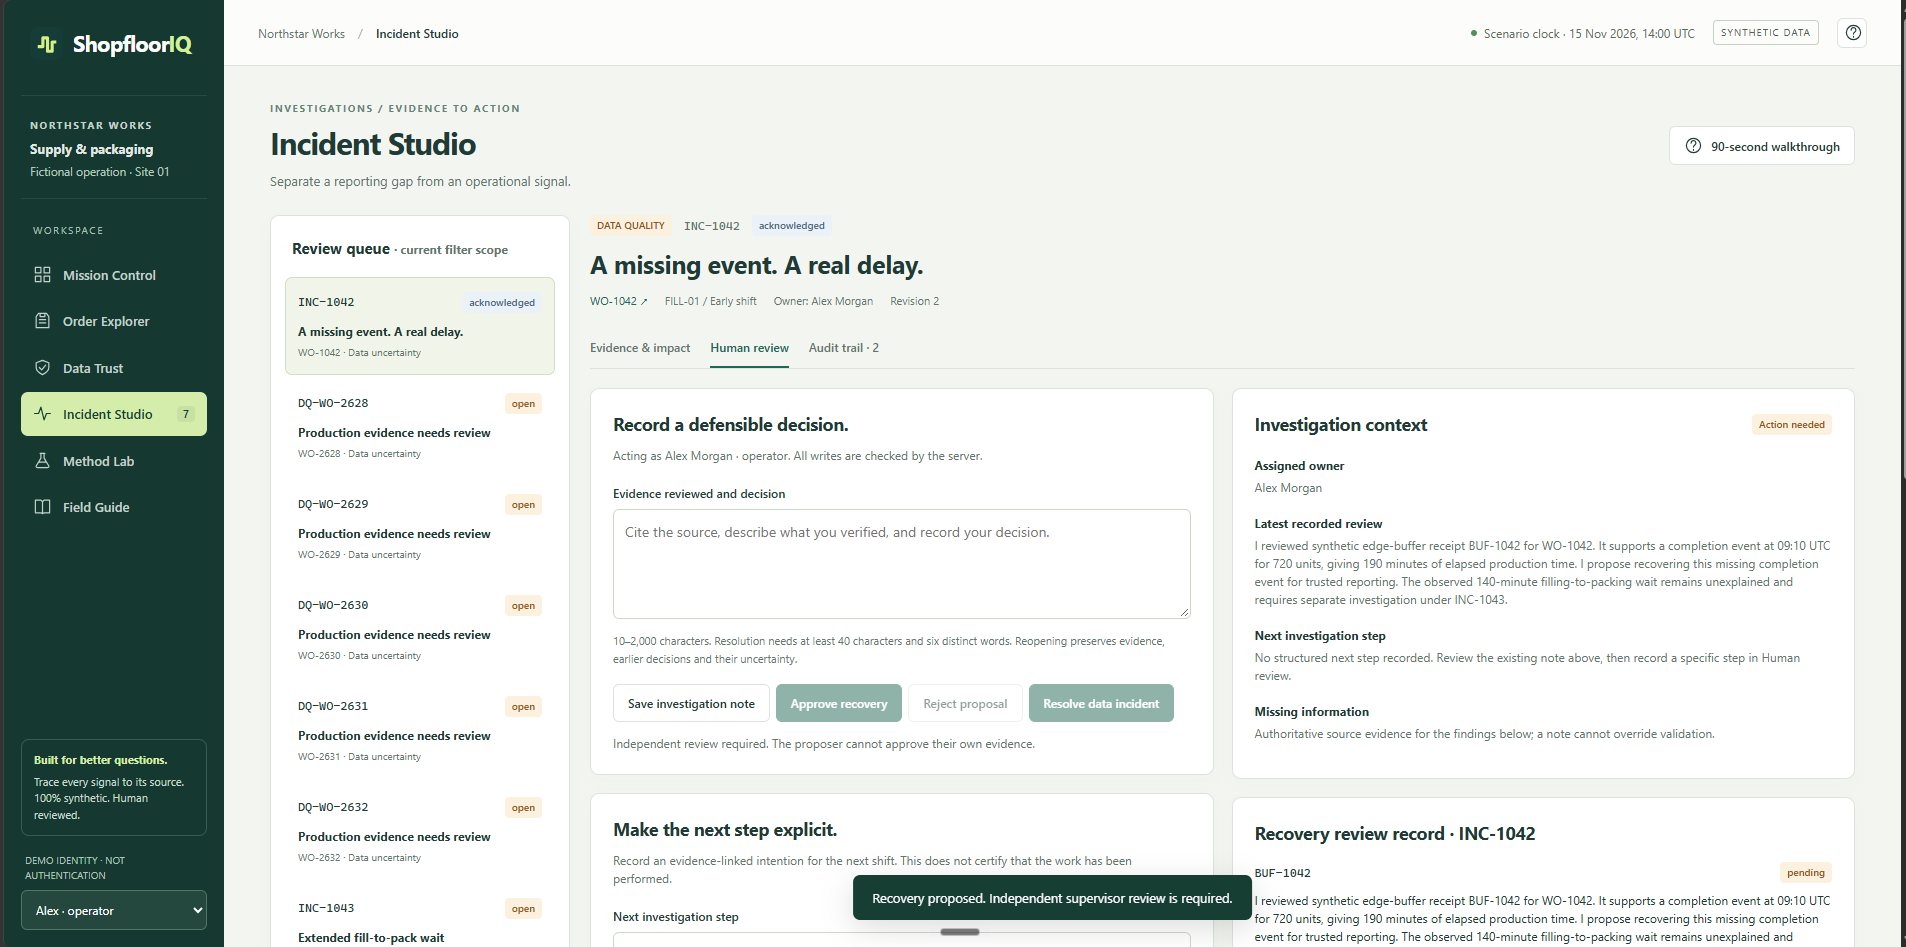 ShopfloorIQ
NORTHSTAR WORKS
Supply & packaging
Fictional operation · Site 01
WORKSPACE
Mission Control
Order Explorer
Data Trust
Incident Studio 7
Method Lab
Field Guide
Built for better questions.
Trace every signal to its source.
100% synthetic. Human
reviewed.
DEMO IDENTITY · NOT
AUTHENTICATION
Alex · operator
Northstar Works / Incident Studio
Scenario clock · 15 Nov 2026, 14:00 UTC
SYNTHETIC DATA
INVESTIGATIONS / EVIDENCE TO ACTION
Incident Studio
Separate a reporting gap from an operational signal.
90-second walkthrough
Review queue · current filter scope
INC-1042 acknowledged
A missing event. A real delay.
WO-1042 · Data uncertainty
DQ-WO-2628 open
Production evidence needs review
WO-2628 · Data uncertainty
DQ-WO-2629 open
Production evidence needs review
WO-2629 · Data uncertainty
DQ-WO-2630 open
Production evidence needs review
WO-2630 · Data uncertainty
DQ-WO-2631 open
Production evidence needs review
WO-2631 · Data uncertainty
DQ-WO-2632 open
Production evidence needs review
WO-2632 · Data uncertainty
INC-1043 open
Extended fill-to-pack wait
DATA QUALITY INC-1042 acknowledged
A missing event. A real delay.
WO-1042 ↗ FILL-01 / Early shift Owner: Alex Morgan Revision 2
Evidence & impact Human review Audit trail · 2
Record a defensible decision.
Acting as Alex Morgan · operator. All writes are checked by the server.
Evidence reviewed and decision
Cite the source, describe what you verified, and record your decision.
10–2,000 characters. Resolution needs at least 40 characters and six distinct words. Reopening preserves evidence,
earlier decisions and their uncertainty.
Save investigation note Approve recovery Reject proposal Resolve data incident
Independent review required. The proposer cannot approve their own evidence.
Make the next step explicit.
Record an evidence-linked intention for the next shift. This does not certify that the work has been
performed.
Next investigation step
Investigation context Action needed
Assigned owner
Alex Morgan
Latest recorded review
I reviewed synthetic edge-buffer receipt BUF-1042 for WO-1042. It supports a completion event at 09:10 UTC
for 720 units, giving 190 minutes of elapsed production time. I propose recovering this missing completion
event for trusted reporting. The observed 140-minute filling-to-packing wait remains unexplained and
requires separate investigation under INC-1043.
Next investigation step
No structured next step recorded. Review the existing note above, then record a specific step in Human
review.
Missing information
Authoritative source evidence for the findings below; a note cannot override validation.
Recovery review record · INC-1042
BUF-1042 pending
I reviewed synthetic edge-buffer receipt BUF-1042 for WO-1042. It supports a completion event at 09:10 UTC
for 720 units, giving 190 minutes of elapsed production time. I propose recovering this missing completion
event for trusted reporting. The observed 140-minute filling-to-packing wait remains unexplained and
Recovery proposed. Independent supervisor review is required.